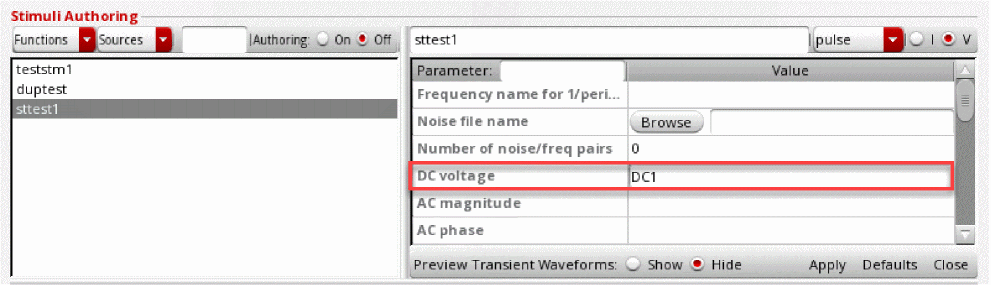 Stimuli Authoring
Functions Sources Authoring: On Off
sttest1 pulse I V
teststm1
duptest
sttest1
Parameter: Value
Frequency name for 1/peri...
Noise file name Browse
Number of noise/freq pairs 0
DC voltage DC1
AC magnitude
AC phase
Preview Transient Waveforms: Show Hide Apply Defaults Close